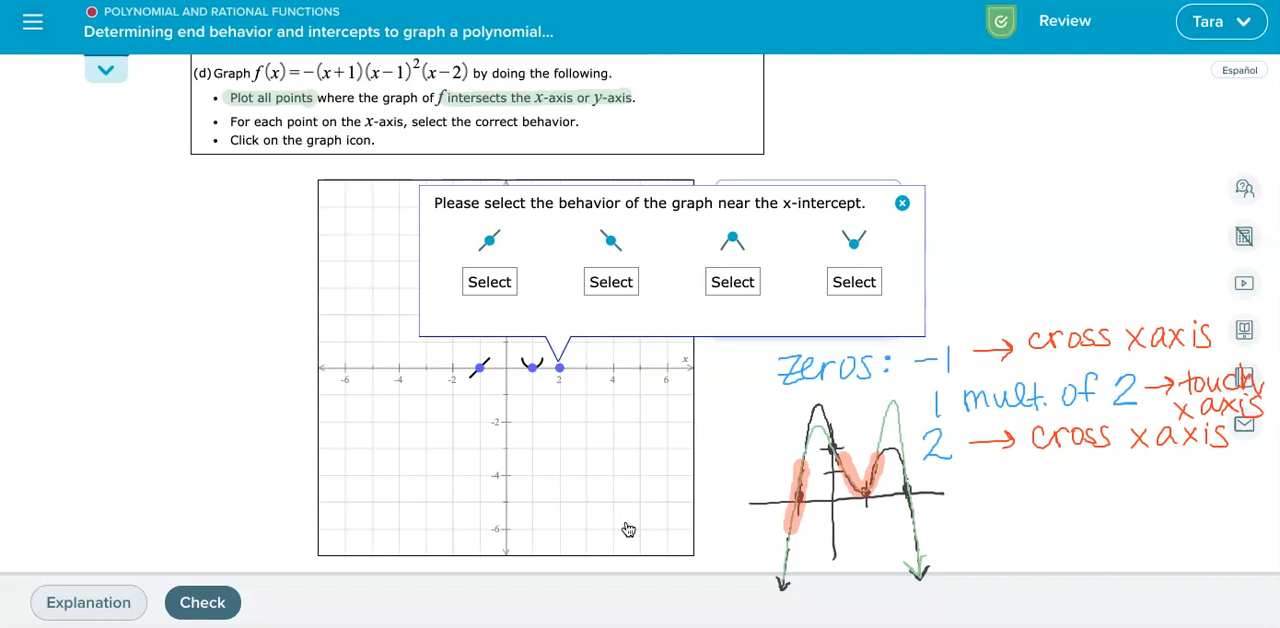 POLYNOMIAL AND RATIONAL FUNCTIONS
Determining end behavior and intercepts to graph a polynomial...
Review
Tara
Español
(d) Graph f(x)=−(x+1)(x−1)²(x−2) by doing the following.
• Plot all points where the graph of f intersects the x-axis or y-axis.
• For each point on the x-axis, select the correct behavior.
• Click on the graph icon.
Please select the behavior of the graph near the x-intercept.
Select Select Select Select
x
-6 -4 -2 2 4 6
-2
-4
-6
zeros: -1 → cross x axis
1 mult. of 2 → touch x axis
2 → cross x axis
Explanation
Check